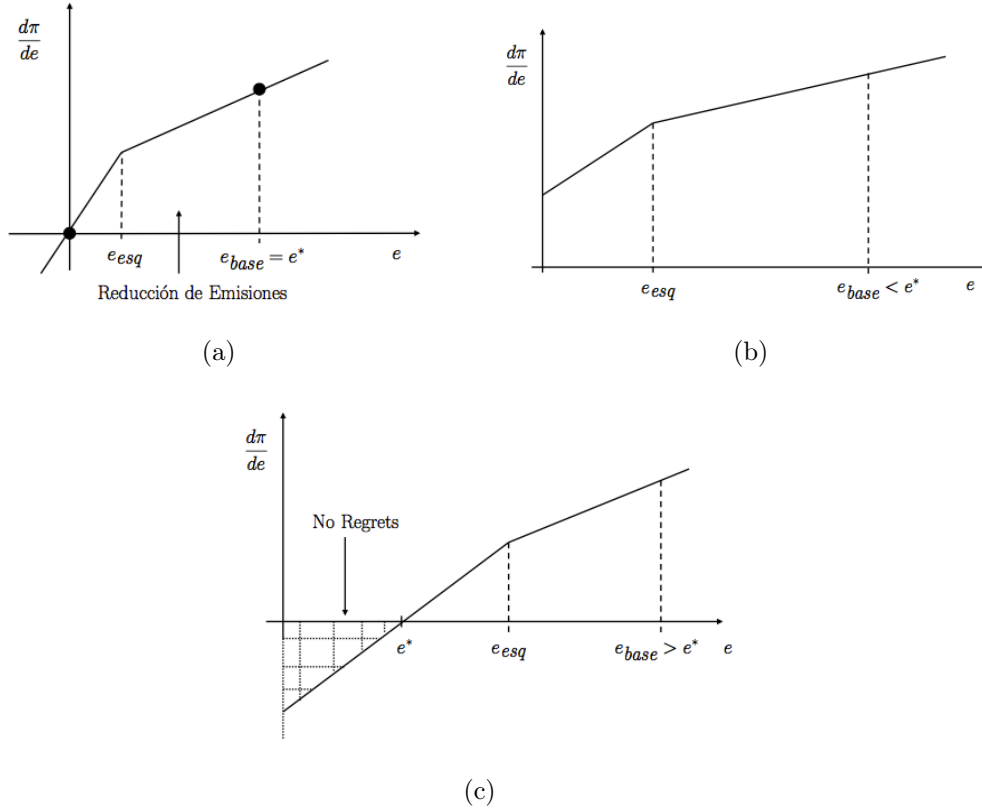 dπ/de
e_esq
e_base = e*
e
Reducción de Emisiones
(a)
dπ/de
e_esq
e_base < e*
e
(b)
dπ/de
No Regrets
e*
e_esq
e_base > e*
e
(c)